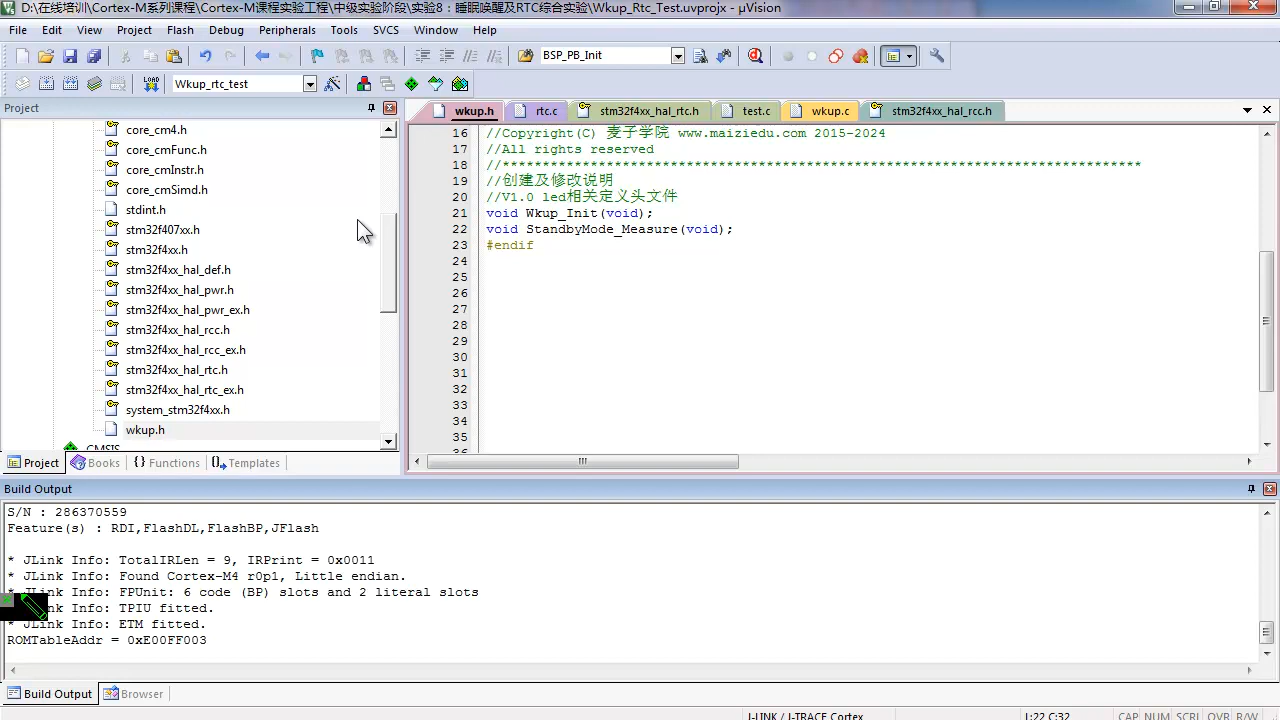 D:\在线培训\Cortex-M系列课程\Cortex-M课程实验工程\中级实验阶段\实验8：睡眠唤醒及RTC综合实验\Wkup_Rtc_Test.uvprojx - µVision
File Edit View Project Flash Debug Peripherals Tools SVCS Window Help
BSP_PB_Init
LOAD Wkup_rtc_test
Project
wkup.h rtc.c stm32f4xx_hal_rtc.h test.c wkup.c stm32f4xx_hal_rcc.h
core_cm4.h
core_cmFunc.h
core_cmInstr.h
core_cmSimd.h
stdint.h
stm32f407xx.h
stm32f4xx.h
stm32f4xx_hal_def.h
stm32f4xx_hal_pwr.h
stm32f4xx_hal_pwr_ex.h
stm32f4xx_hal_rcc.h
stm32f4xx_hal_rcc_ex.h
stm32f4xx_hal_rtc.h
stm32f4xx_hal_rtc_ex.h
system_stm32f4xx.h
wkup.h
CMSIS
Project Books Functions Templates
16 //Copyright(C) 麦子学院 www.maiziedu.com 2015-2024
17 //All rights reserved
18 //********************************************************************************
19 //创建及修改说明
20 //V1.0 led相关定义头文件
21 void Wkup_Init(void);
22 void StandbyMode_Measure(void);
23 #endif
24
25
26
27
28
29
30
31
32
33
34
35
36
Build Output
S/N : 286370559
Feature(s) : RDI,FlashDL,FlashBP,JFlash
* JLink Info: TotalIRLen = 9, IRPrint = 0x0011
* JLink Info: Found Cortex-M4 r0p1, Little endian.
* JLink Info: FPUnit: 6 code (BP) slots and 2 literal slots
Link Info: TPIU fitted.
* JLink Info: ETM fitted.
ROMTableAddr = 0xE00FF003
Build Output Browser
J-LINK / J-TRACE Cortex L:22 C:32 CAP NUM SCRL OVR R/W